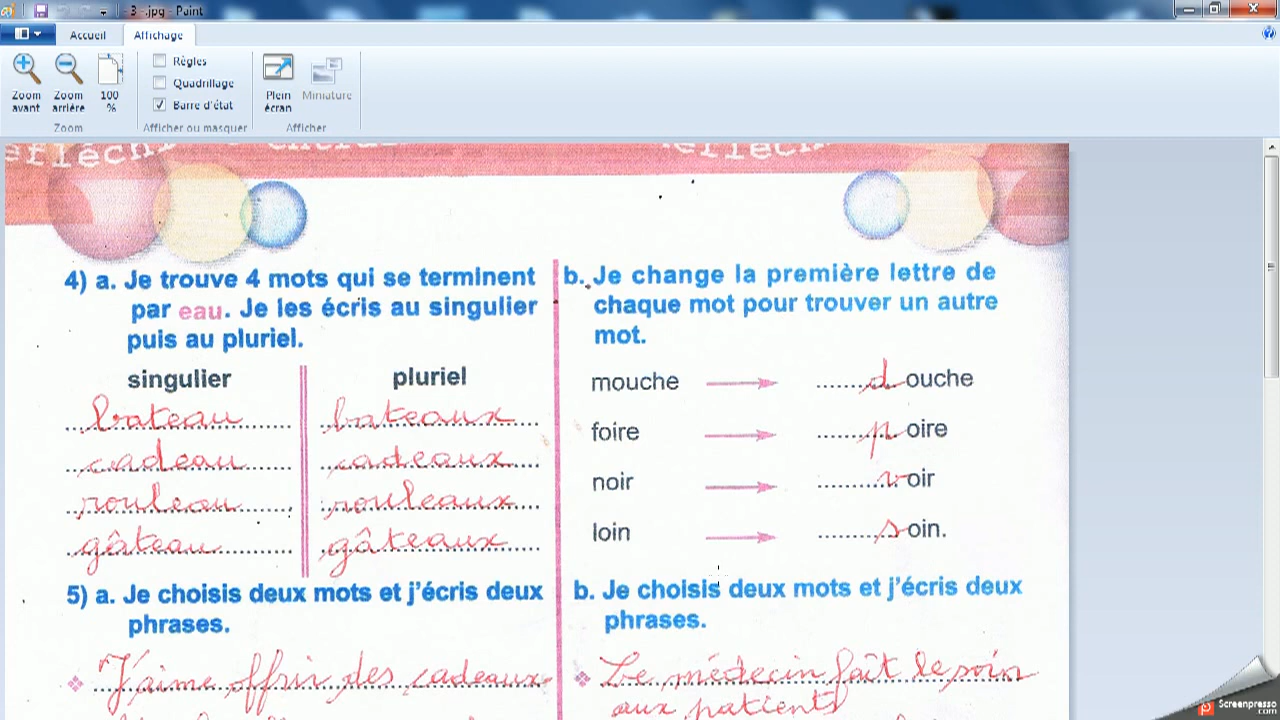 - 3 -.jpg - Paint
Accueil
Affichage
Zoom avant
Zoom arrière
100 %
Zoom
Règles
Quadrillage
Barre d'état
Afficher ou masquer
Plein écran
Miniature
Afficher
4) a. Je trouve 4 mots qui se terminent
par eau. Je les écris au singulier
puis au pluriel.
singulier pluriel
bateau bateaux
cadeau cadeaux
rouleau rouleaux
gâteau gâteaux
b. Je change la première lettre de
chaque mot pour trouver un autre
mot.
mouche → douche
foire → poire
noir → voir
loin → soin.
5) a. Je choisis deux mots et j'écris deux
phrases.
J'aime offrir des cadeaux
b. Je choisis deux mots et j'écris deux
phrases.
Le médecin faît le soin
aux patients
Screenpresso
.com